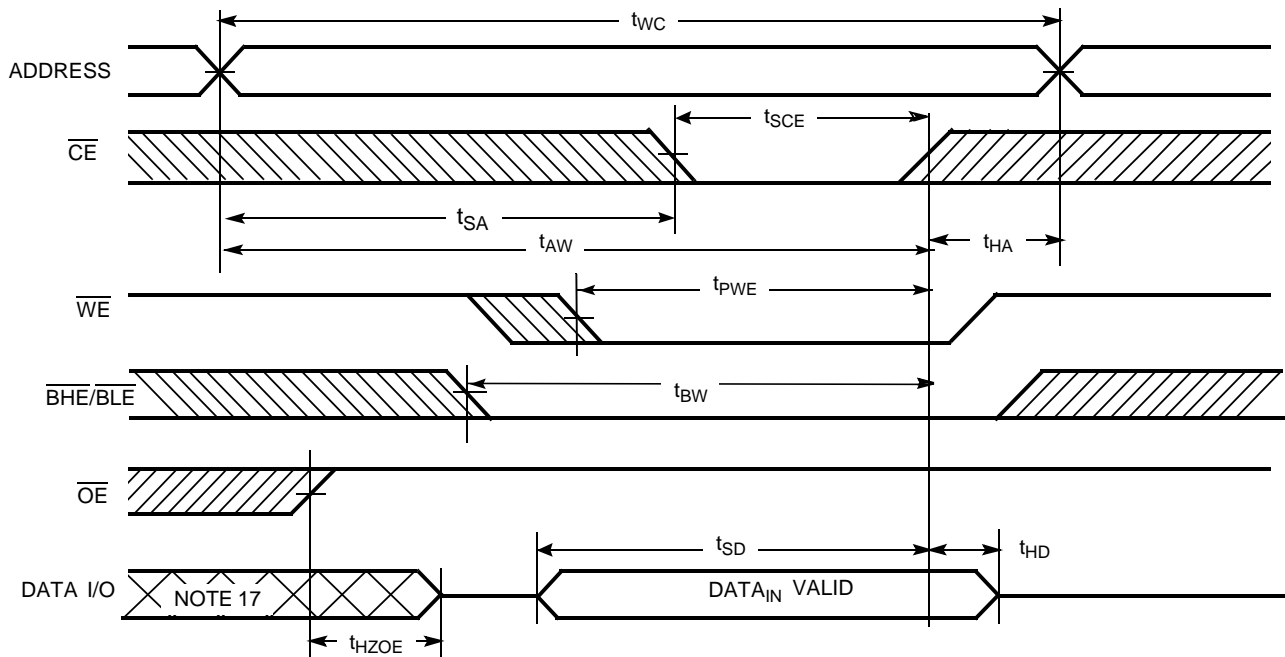 tWC
ADDRESS
tSCE
CE
tSA
tAW
tHA
tPWE
WE
tBW
BHE/BLE
OE
tSD
tHD
DATA I/O
NOTE 17
DATAIN VALID
tHZOE